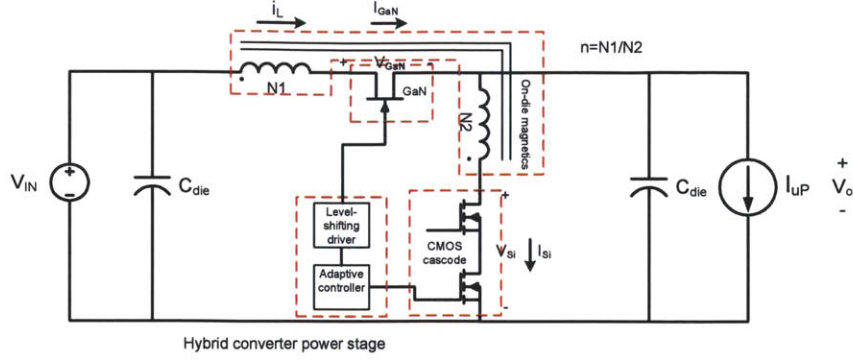 iL
IGaN
n=N1/N2
+ VGaN -
GaN
N1
N2
On-die magnetics
VIN
+
-
Cdie
Level-
shifting
driver
Adaptive
controller
CMOS
cascode
+
VSi
ISi
-
Cdie
IuP
+
Vo
-
Hybrid converter power stage